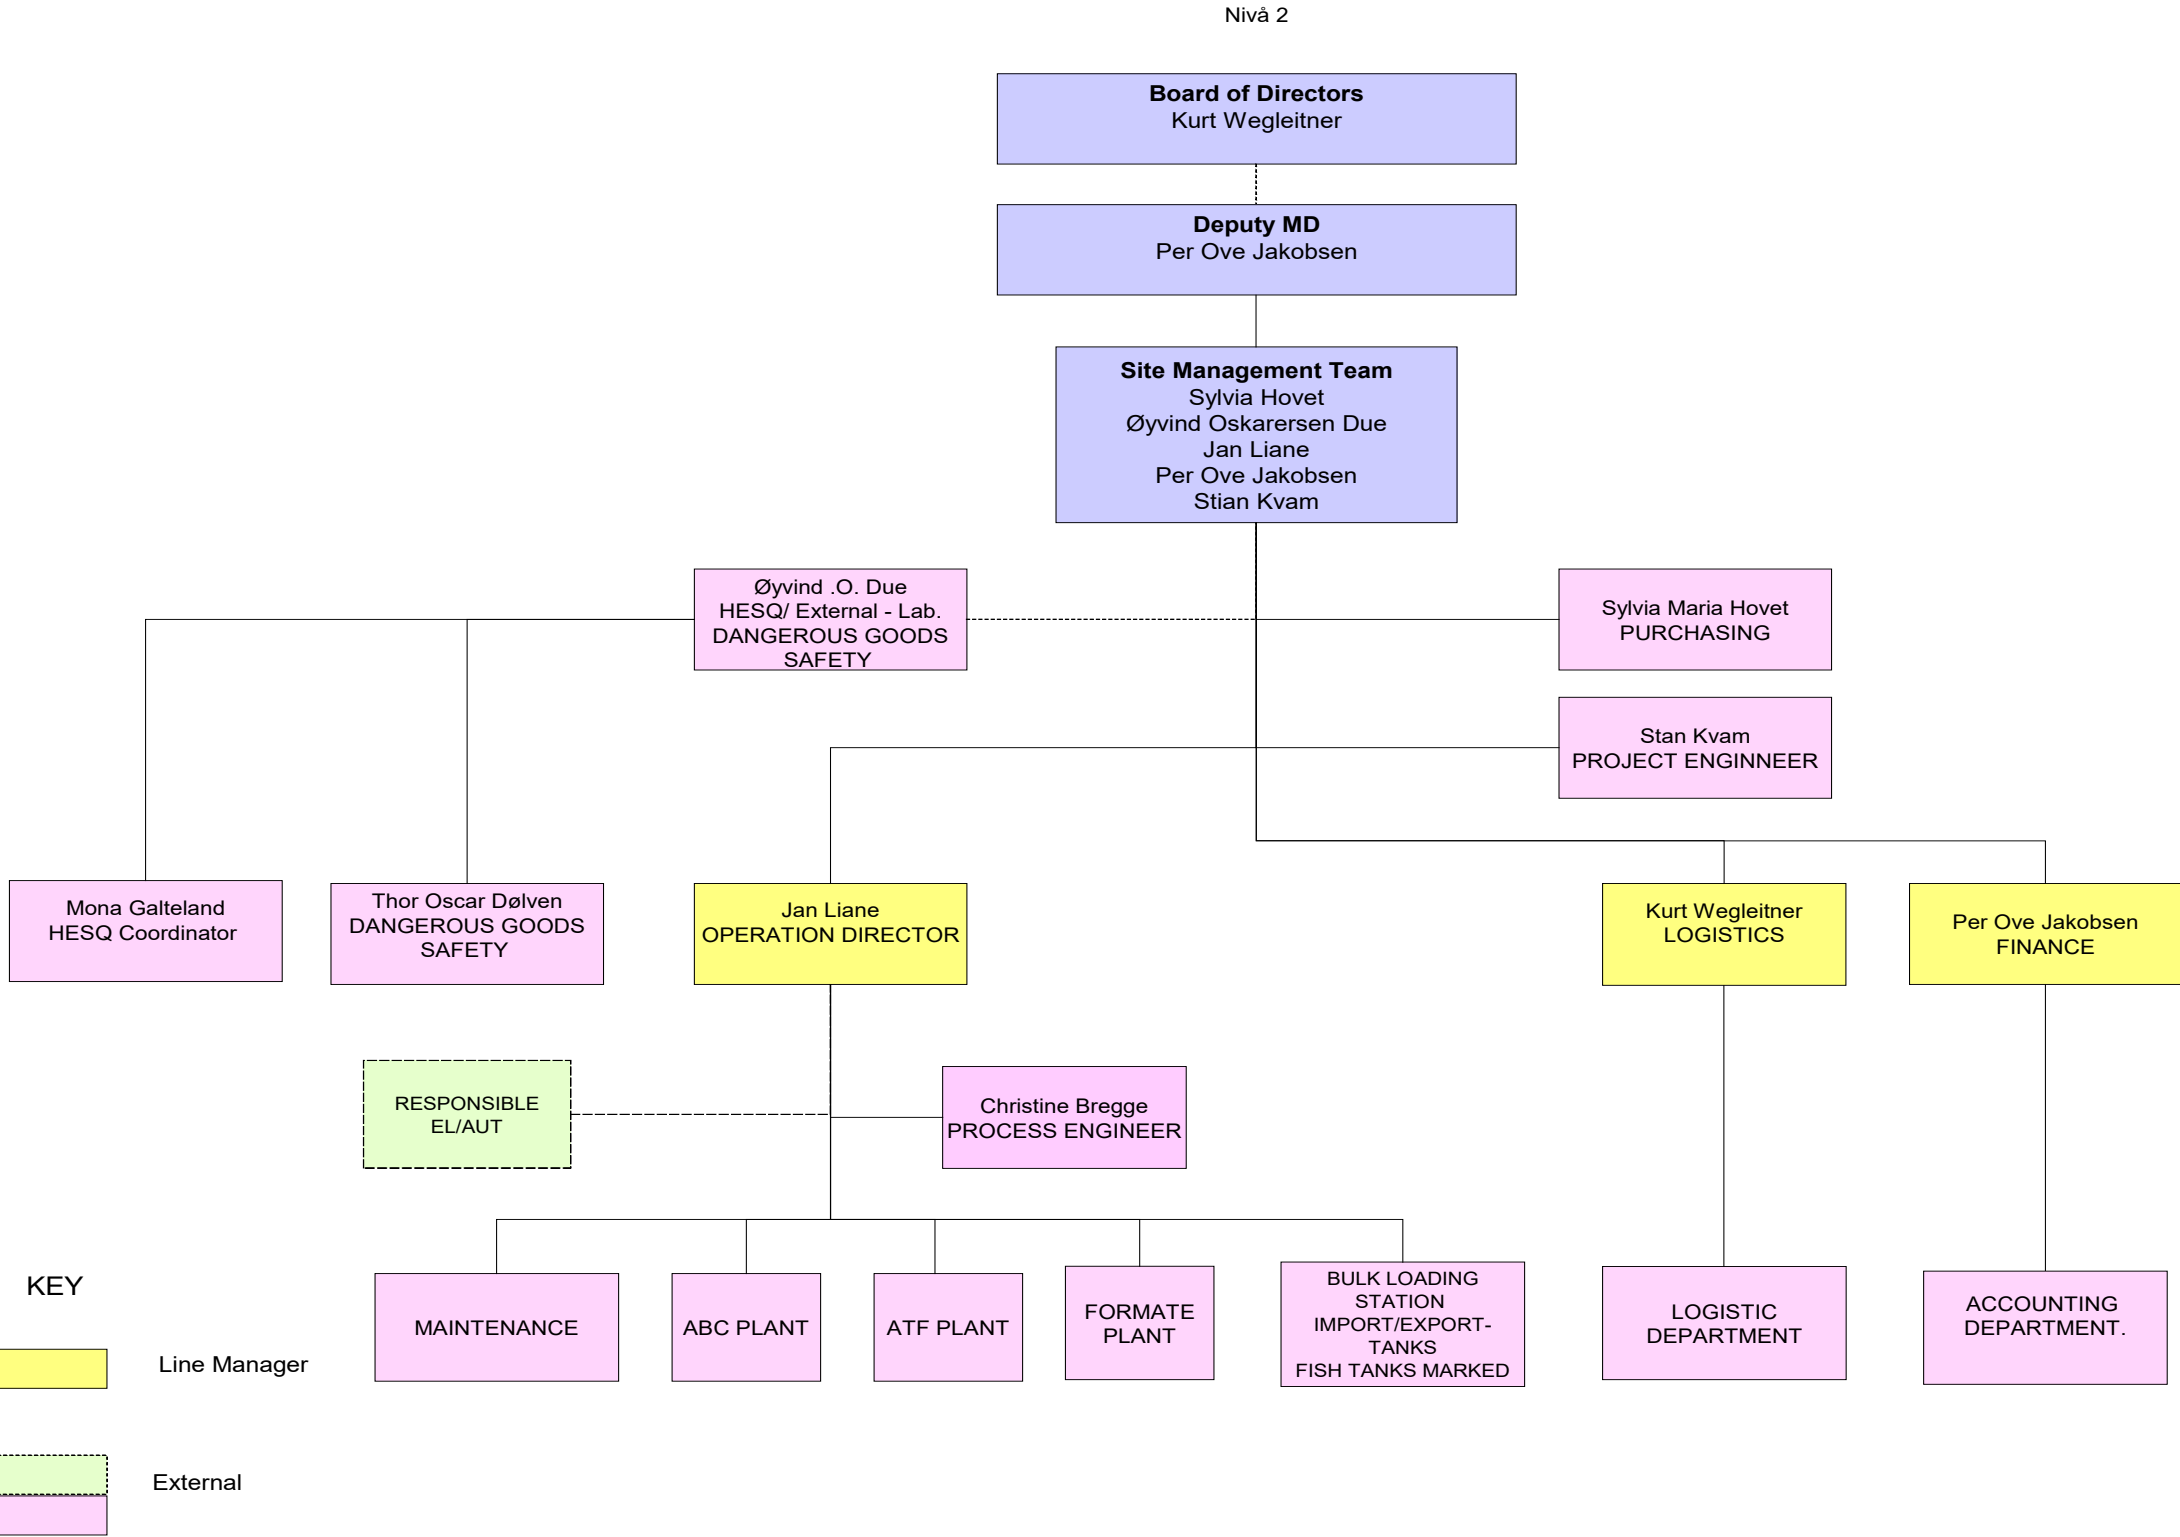 Nivå 2
Board of Directors
Kurt Wegleitner
Deputy MD
Per Ove Jakobsen
Site Management Team
Sylvia Hovet
Øyvind Oskarersen Due
Jan Liane
Per Ove Jakobsen
Stian Kvam
Øyvind .O. Due
HESQ/ External - Lab.
DANGEROUS GOODS
SAFETY
Sylvia Maria Hovet
PURCHASING
Stan Kvam
PROJECT ENGINNEER
Mona Galteland
HESQ Coordinator
Thor Oscar Dølven
DANGEROUS GOODS
SAFETY
Jan Liane
OPERATION DIRECTOR
Kurt Wegleitner
LOGISTICS
Per Ove Jakobsen
FINANCE
RESPONSIBLE
EL/AUT
Christine Bregge
PROCESS ENGINEER
MAINTENANCE
ABC PLANT
ATF PLANT
FORMATE
PLANT
BULK LOADING
STATION
IMPORT/EXPORT-
TANKS
FISH TANKS MARKED
LOGISTIC
DEPARTMENT
ACCOUNTING
DEPARTMENT.
KEY
Line Manager
External